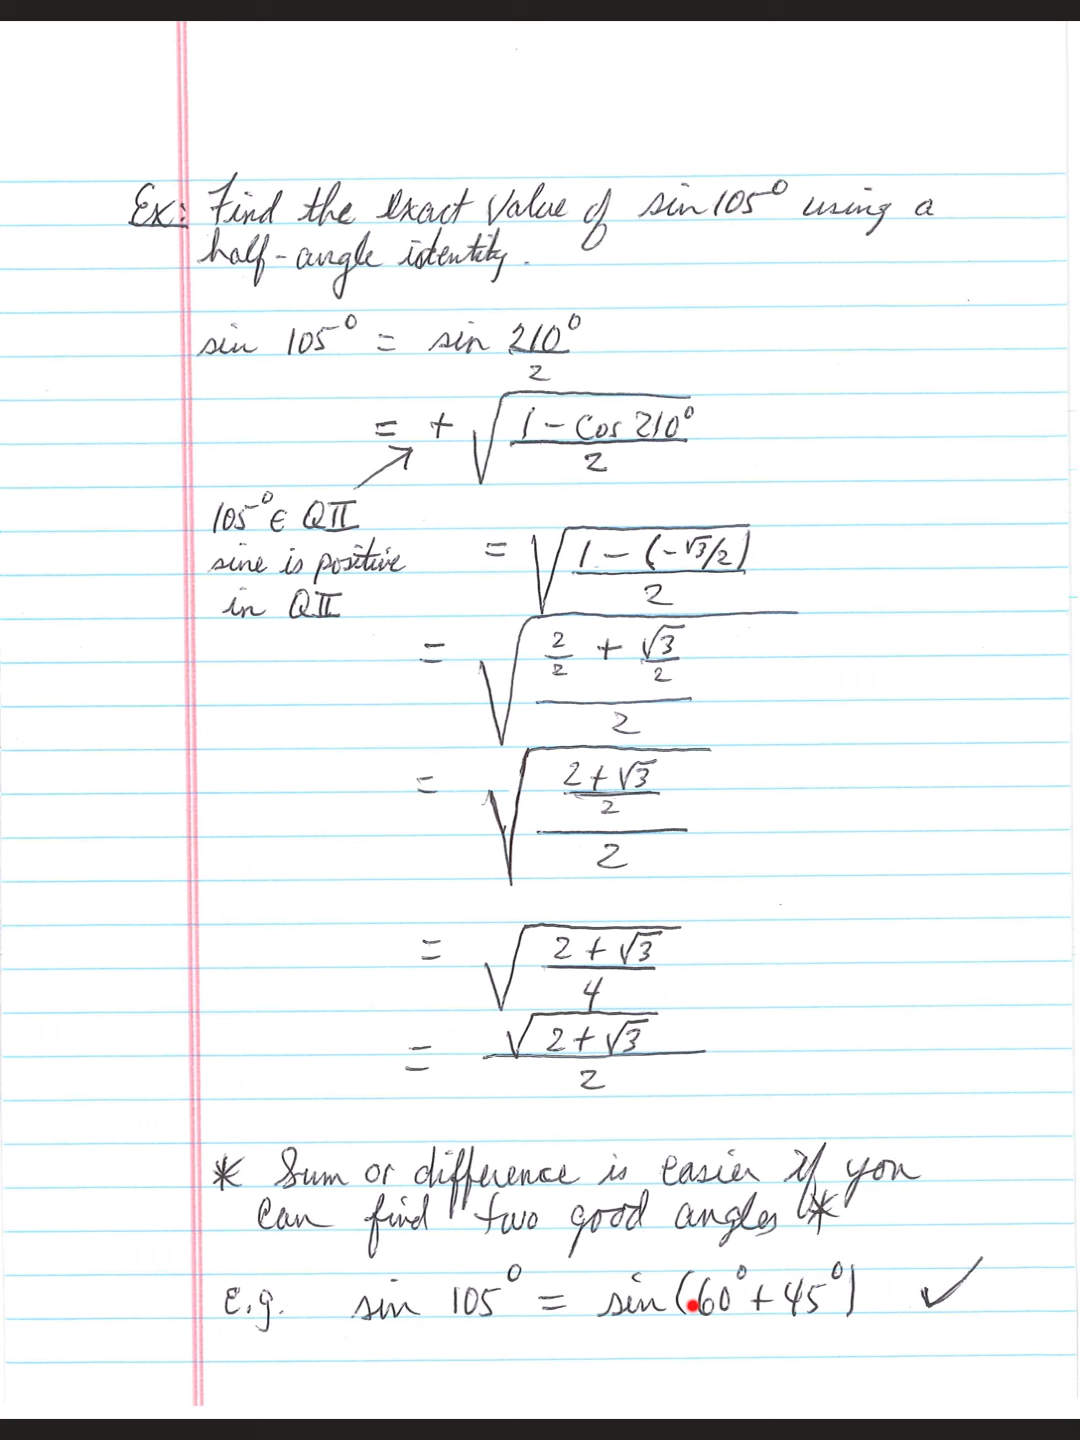 Ex: Find the exact value of sin 105° using a
half-angle identity.
sin 105° = sin 210°/2
= + √((1 - cos 210°)/2)
105° ∈ QII
sine is positive
in QII
= √((1 - (-√3/2))/2)
= √((2/2 + √3/2)/2)
= √(((2 + √3)/2)/2)
= √((2 + √3)/4)
= √(2 + √3)/2
* Sum or difference is easier if you
can find two good angles *
E.g. sin 105° = sin(60° + 45°) ✓